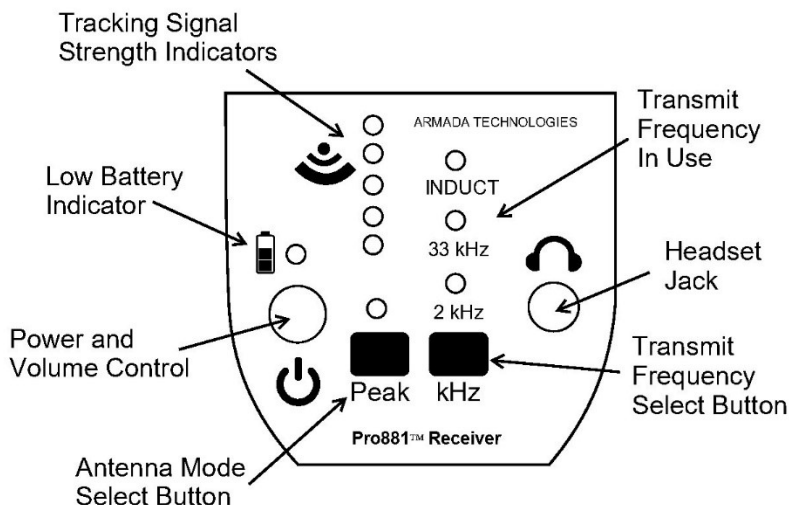 Tracking Signal
Strength Indicators
Transmit
Frequency
In Use
ARMADA TECHNOLOGIES
INDUCT
Low Battery
Indicator
33 kHz
Headset
Jack
2 kHz
Power and
Volume Control
Transmit
Frequency
Select Button
Peak
kHz
Pro881™ Receiver
Antenna Mode
Select Button